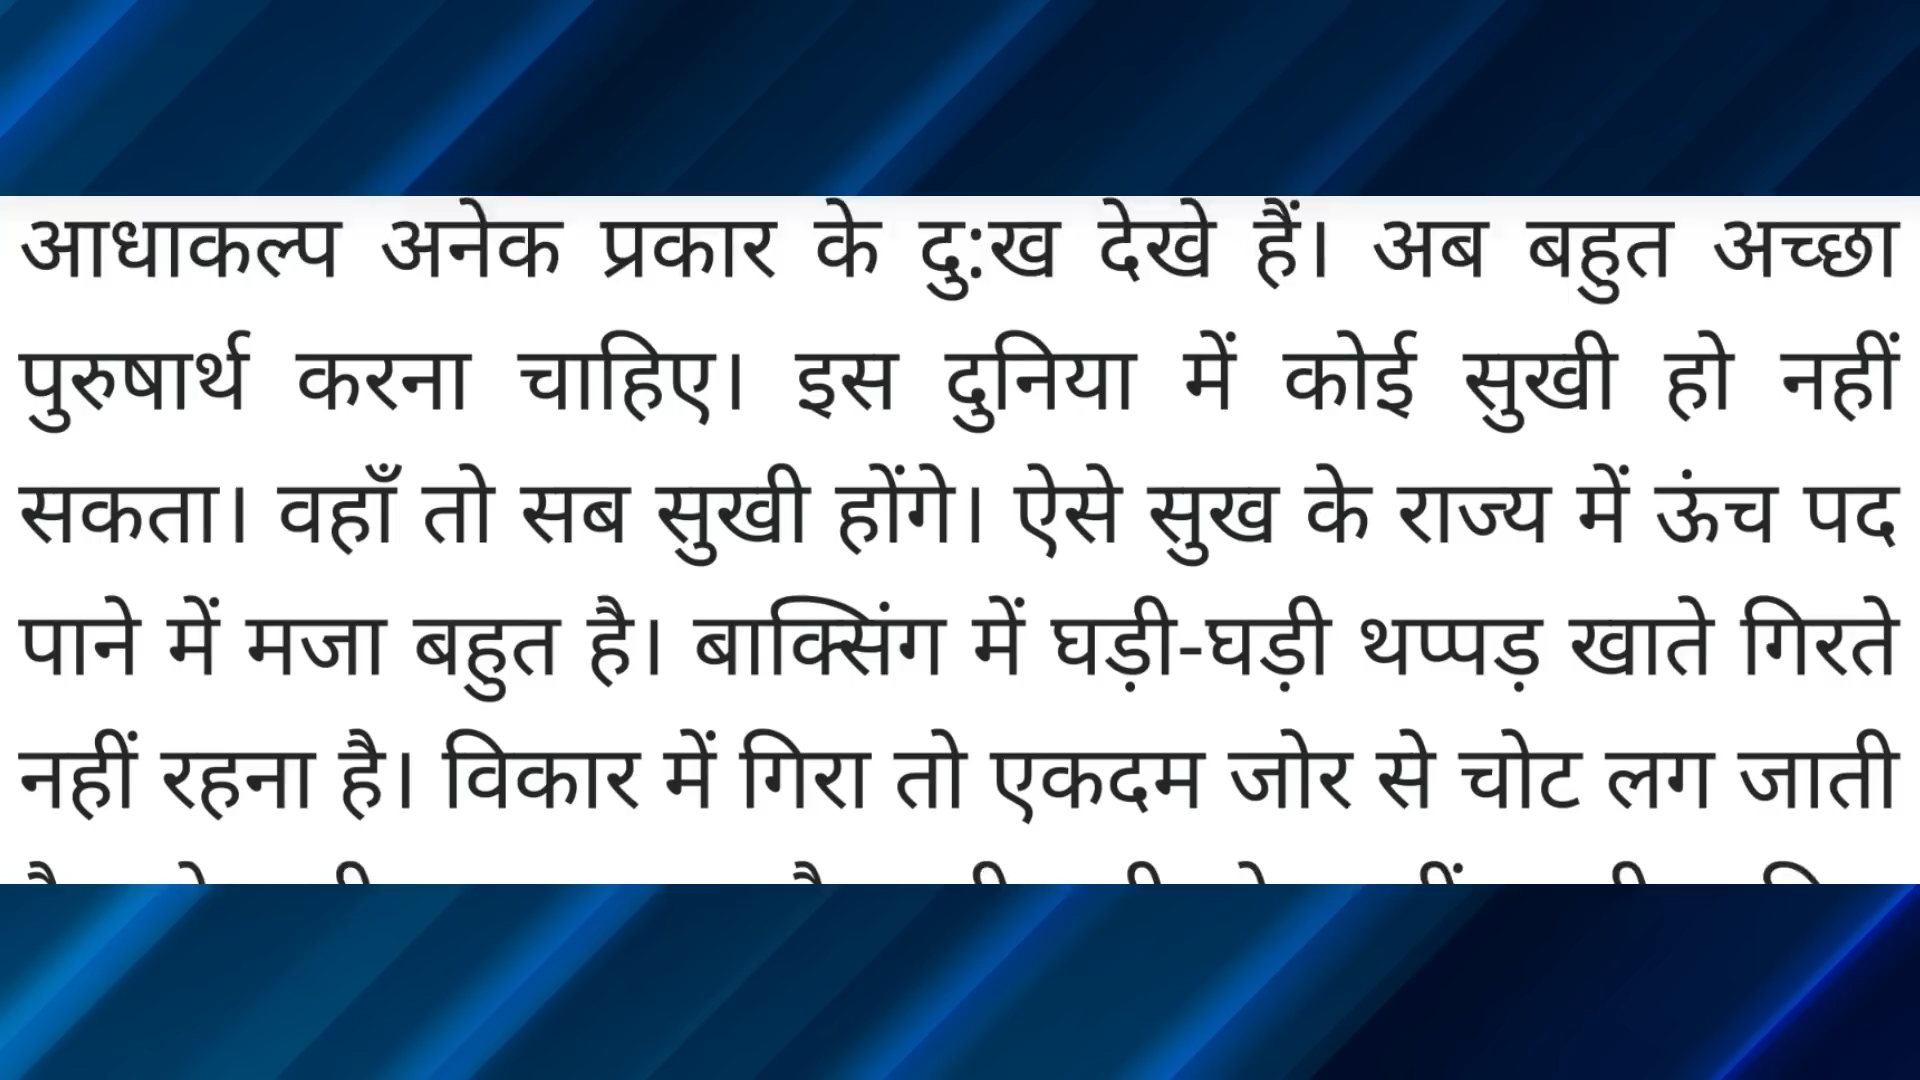 आधाकल्प अनेक प्रकार के दु:ख देखे हैं। अब बहुत अच्छा
पुरुषार्थ करना चाहिए। इस दुनिया में कोई सुखी हो नहीं
सकता। वहाँ तो सब सुखी होंगे। ऐसे सुख के राज्य में ऊंच पद
पाने में मजा बहुत है। बाक्सिंग में घड़ी-घड़ी थप्पड़ खाते गिरते
नहीं रहना है। विकार में गिरा तो एकदम जोर से चोट लग जाती